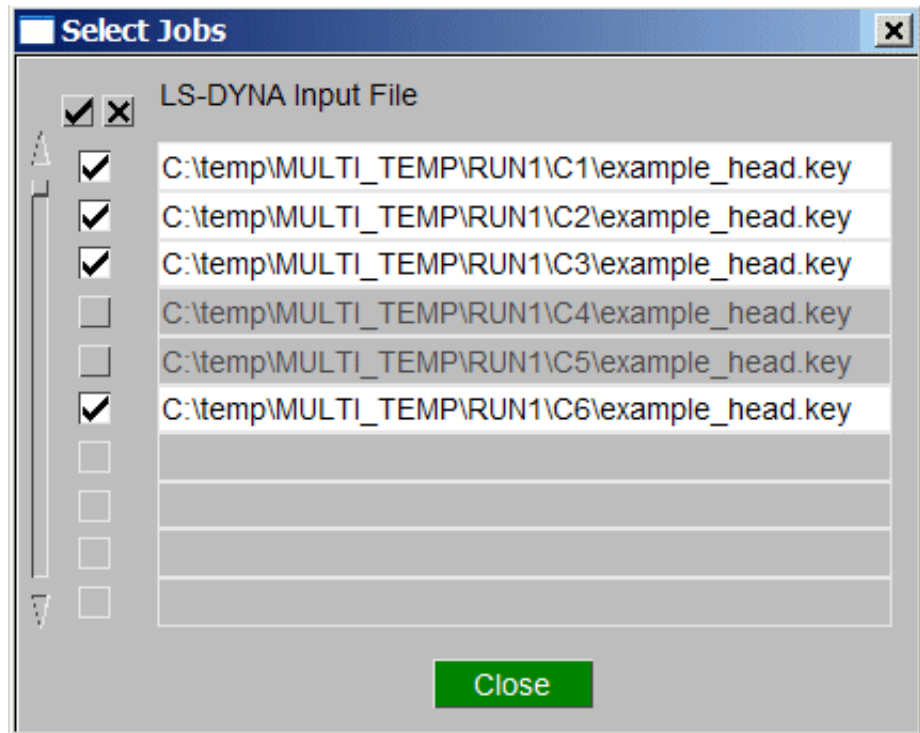 Select Jobs
LS-DYNA Input File
C:\temp\MULTI_TEMP\RUN1\C1\example_head.key
C:\temp\MULTI_TEMP\RUN1\C2\example_head.key
C:\temp\MULTI_TEMP\RUN1\C3\example_head.key
C:\temp\MULTI_TEMP\RUN1\C4\example_head.key
C:\temp\MULTI_TEMP\RUN1\C5\example_head.key
C:\temp\MULTI_TEMP\RUN1\C6\example_head.key
Close